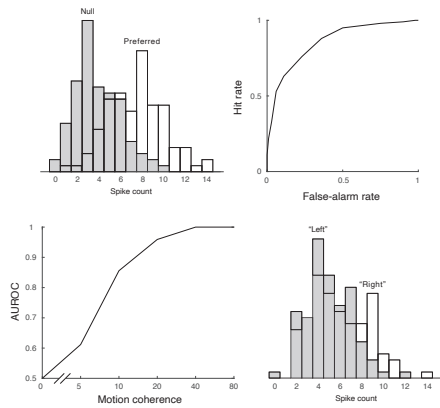 Null
Preferred
0 2 4 6 8 10 12 14
Spike count
1
0.5
0
Hit rate
0 0.5 1
False-alarm rate
1
0.9
0.8
0.7
0.6
0.5
AUROC
0 5 10 20 40 80
Motion coherence
“Left”
“Right”
0 2 4 6 8 10 12 14
Spike count